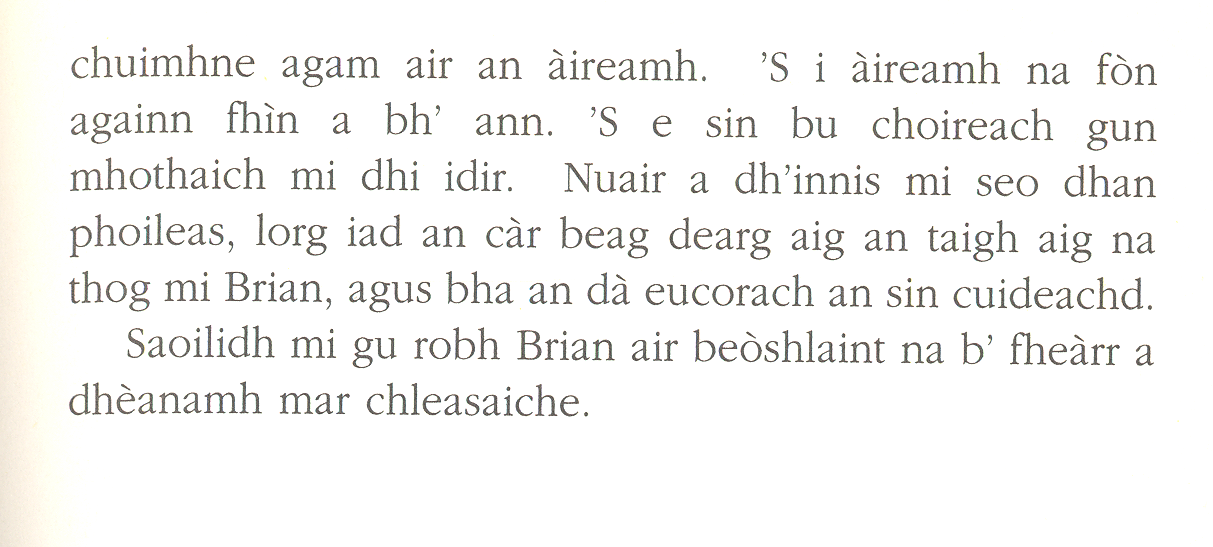 chuimhne agam air an àireamh. ’S i àireamh na fòn
againn fhìn a bh’ ann. ’S e sin bu choireach gun
mhothaich mi dhi idir. Nuair a dh’innis mi seo dhan
phoileas, lorg iad an càr beag dearg aig an taigh aig na
thog mi Brian, agus bha an dà eucorach an sin cuideachd.
Saoilidh mi gu robh Brian air beòshlaint na b’ fheàrr a
dhèanamh mar chleasaiche.